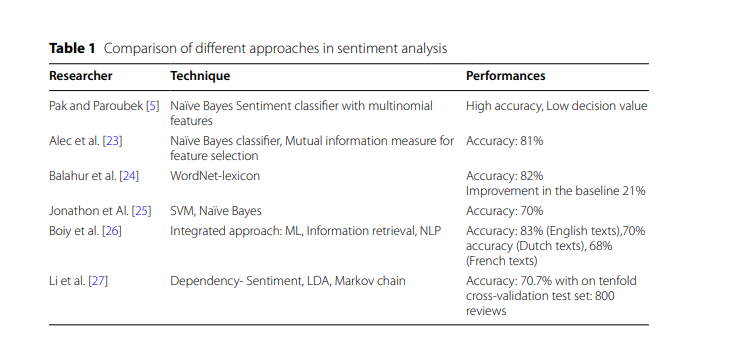 Table 1 Comparison of different approaches in sentiment analysis
Researcher Technique Performances
Pak and Paroubek [5] Naïve Bayes Sentiment classifier with multinomial features High accuracy, Low decision value
Alec et al. [23] Naïve Bayes classifier, Mutual information measure for feature selection Accuracy: 81%
Balahur et al. [24] WordNet-lexicon Accuracy: 82% Improvement in the baseline 21%
Jonathon et Al. [25] SVM, Naïve Bayes Accuracy: 70%
Boiy et al. [26] Integrated approach: ML, Information retrieval, NLP Accuracy: 83% (English texts),70% accuracy (Dutch texts), 68% (French texts)
Li et al. [27] Dependency- Sentiment, LDA, Markov chain Accuracy: 70.7% with on tenfold cross-validation test set: 800 reviews